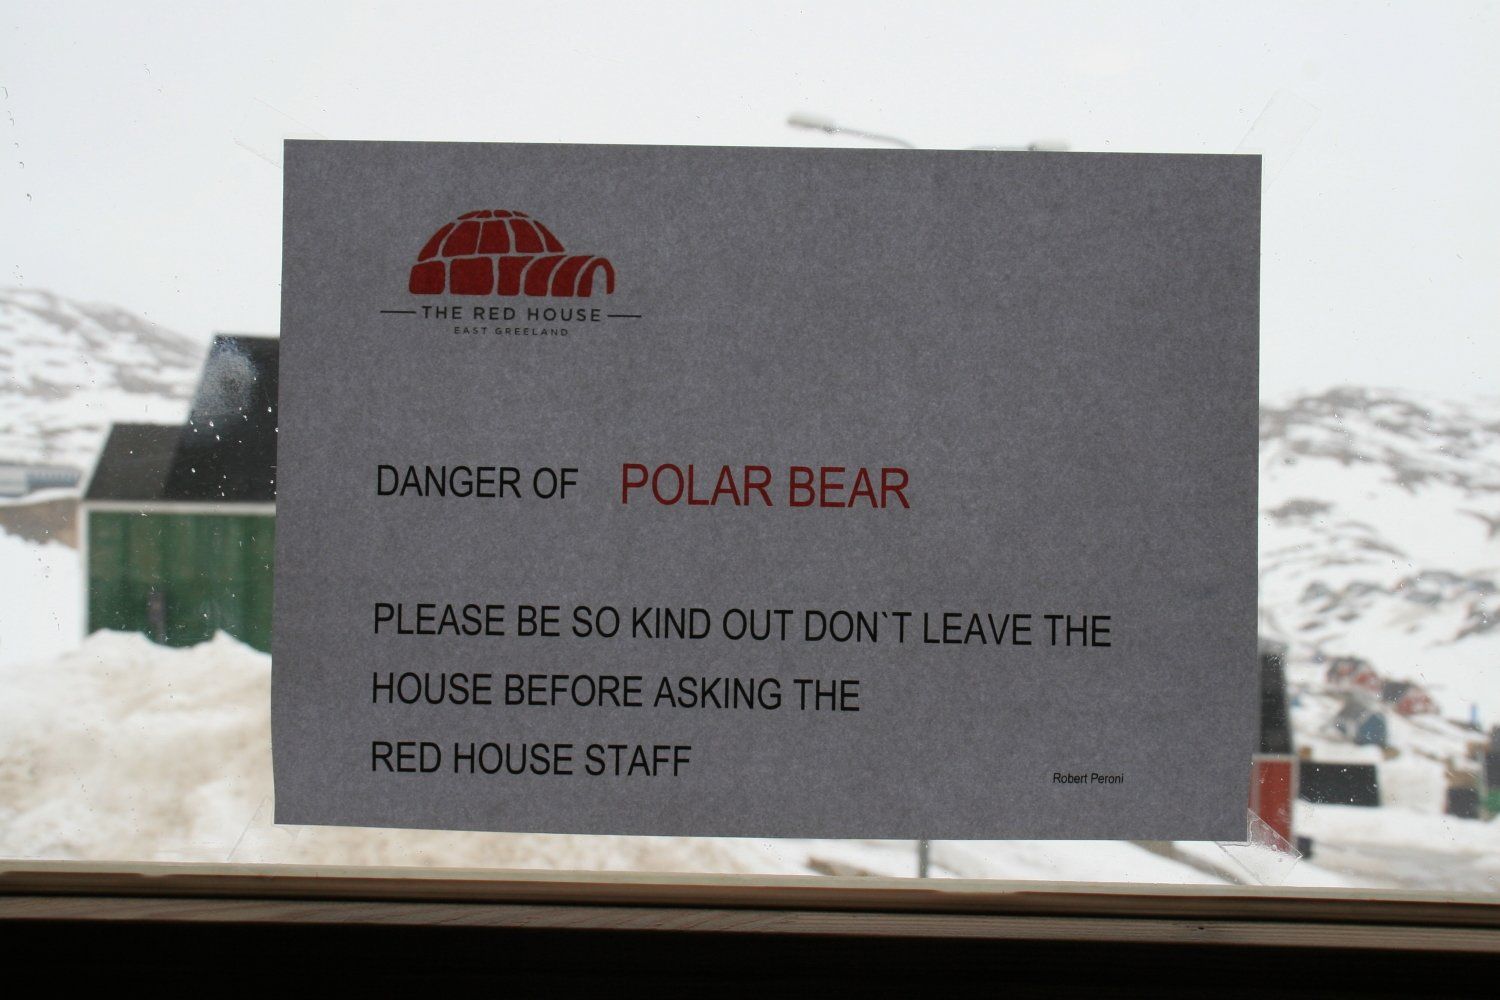 THE RED HOUSE
EAST GREELAND
DANGER OF POLAR BEAR
PLEASE BE SO KIND OUT DON`T LEAVE THE
HOUSE BEFORE ASKING THE
RED HOUSE STAFF
Robert Peroni